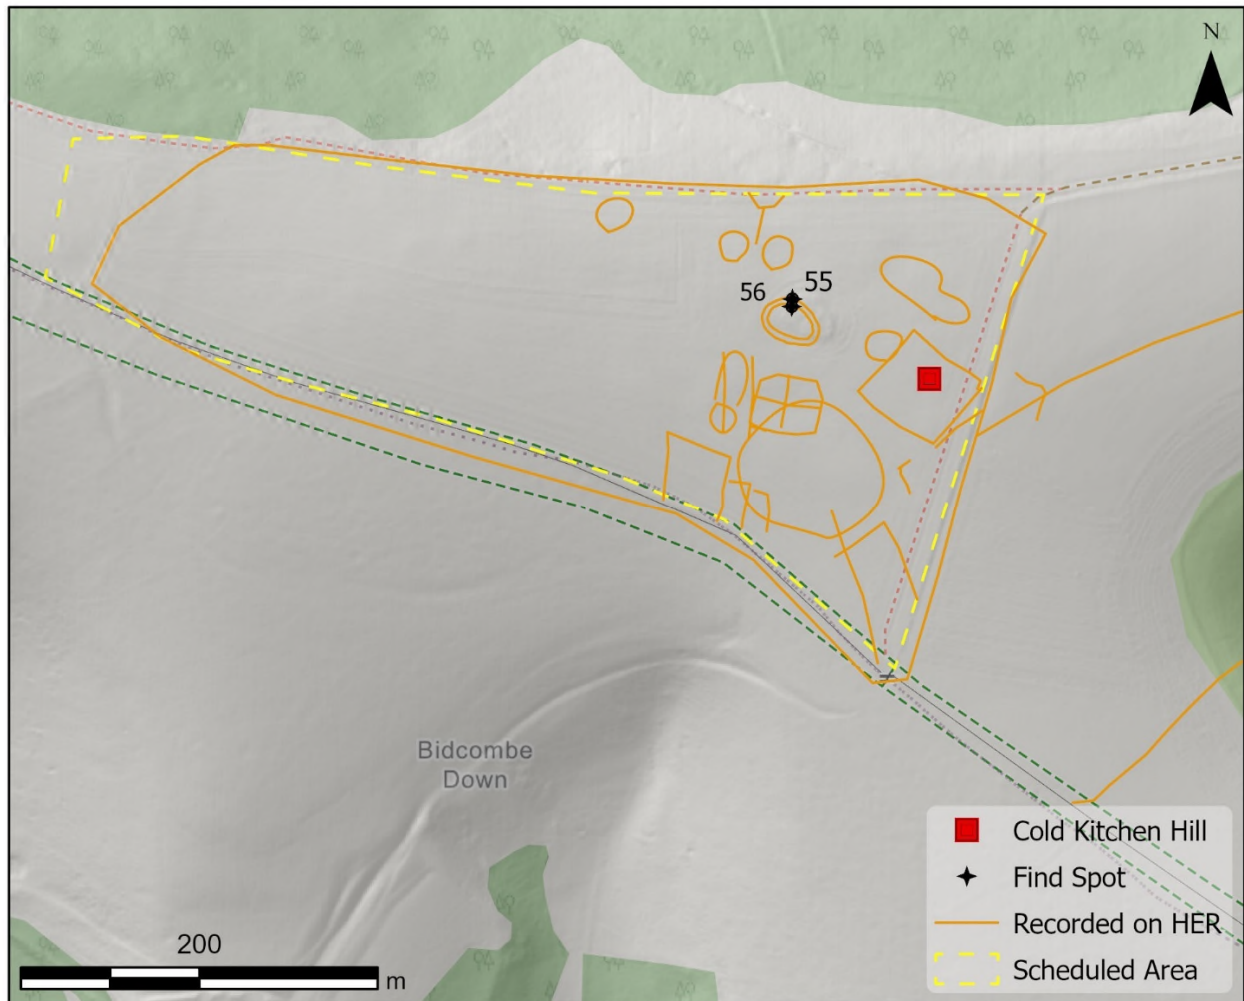 N
55
56
Bidcombe
Down
Cold Kitchen Hill
Find Spot
Recorded on HER
Scheduled Area
200
m